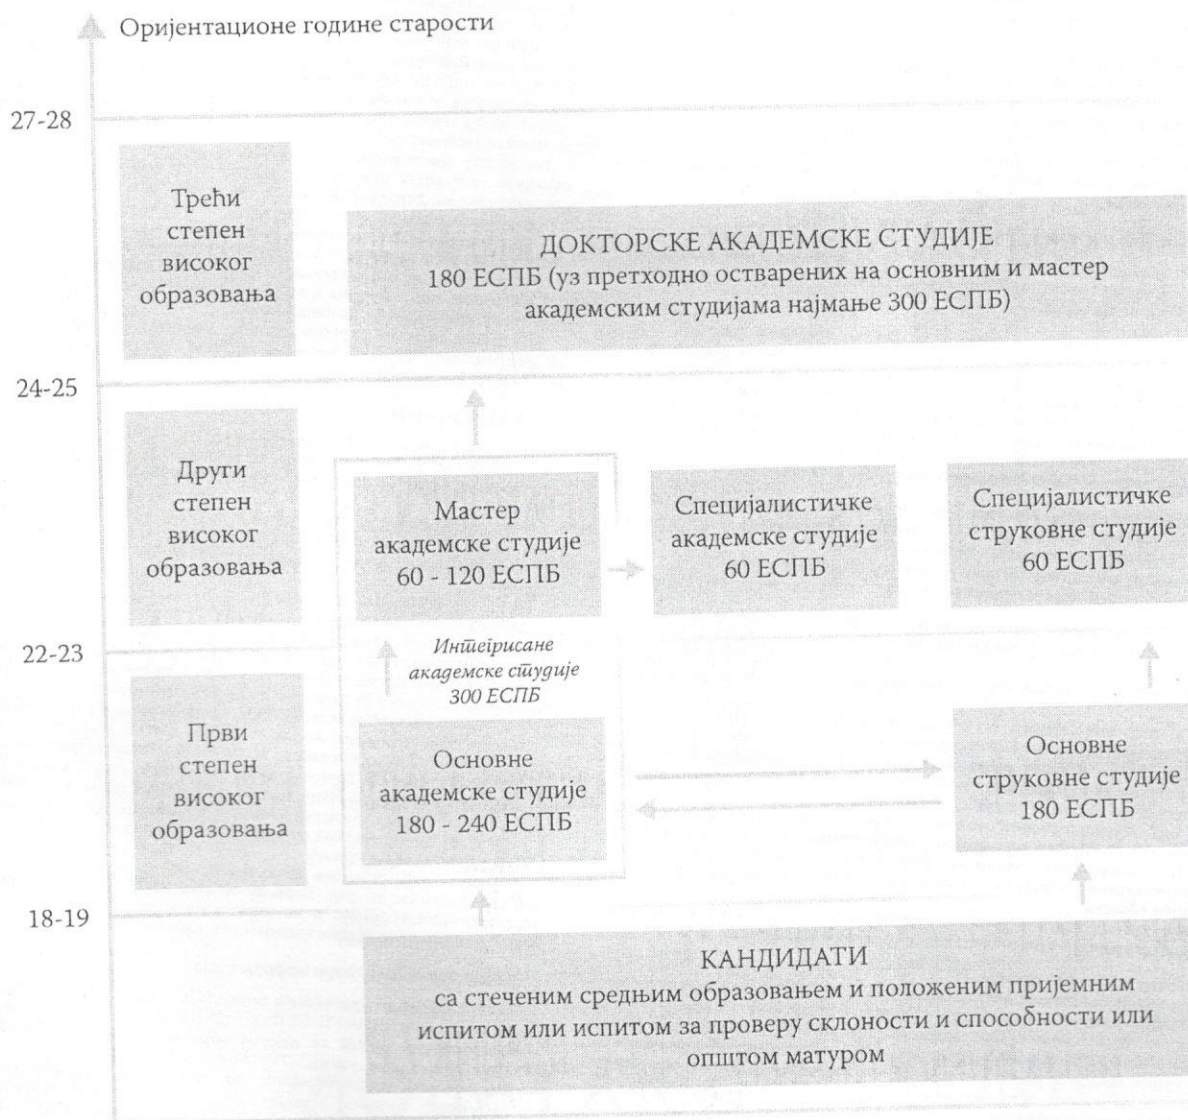 Оријентационе године старости
27-28
Трећи
степен
високог
образовања
ДОКТОРСКЕ АКАДЕМСКЕ СТУДИЈЕ
180 ЕСПБ (уз претходно остварених на основним и мастер
академским студијама најмање 300 ЕСПБ)
24-25
Други
степен
високог
образовања
Мастер
академске студије
60 - 120 ЕСПБ
Специјалистичке
академске студије
60 ЕСПБ
Специјалистичке
струковне студије
60 ЕСПБ
22-23
Интегрисане
академске студије
300 ЕСПБ
Први
степен
високог
образовања
Основне
академске студије
180 - 240 ЕСПБ
Основне
струковне студије
180 ЕСПБ
18-19
КАНДИДАТИ
са стеченим средњим образовањем и положеним пријемним
испитом или испитом за проверу склоности и способности или
општом матуром